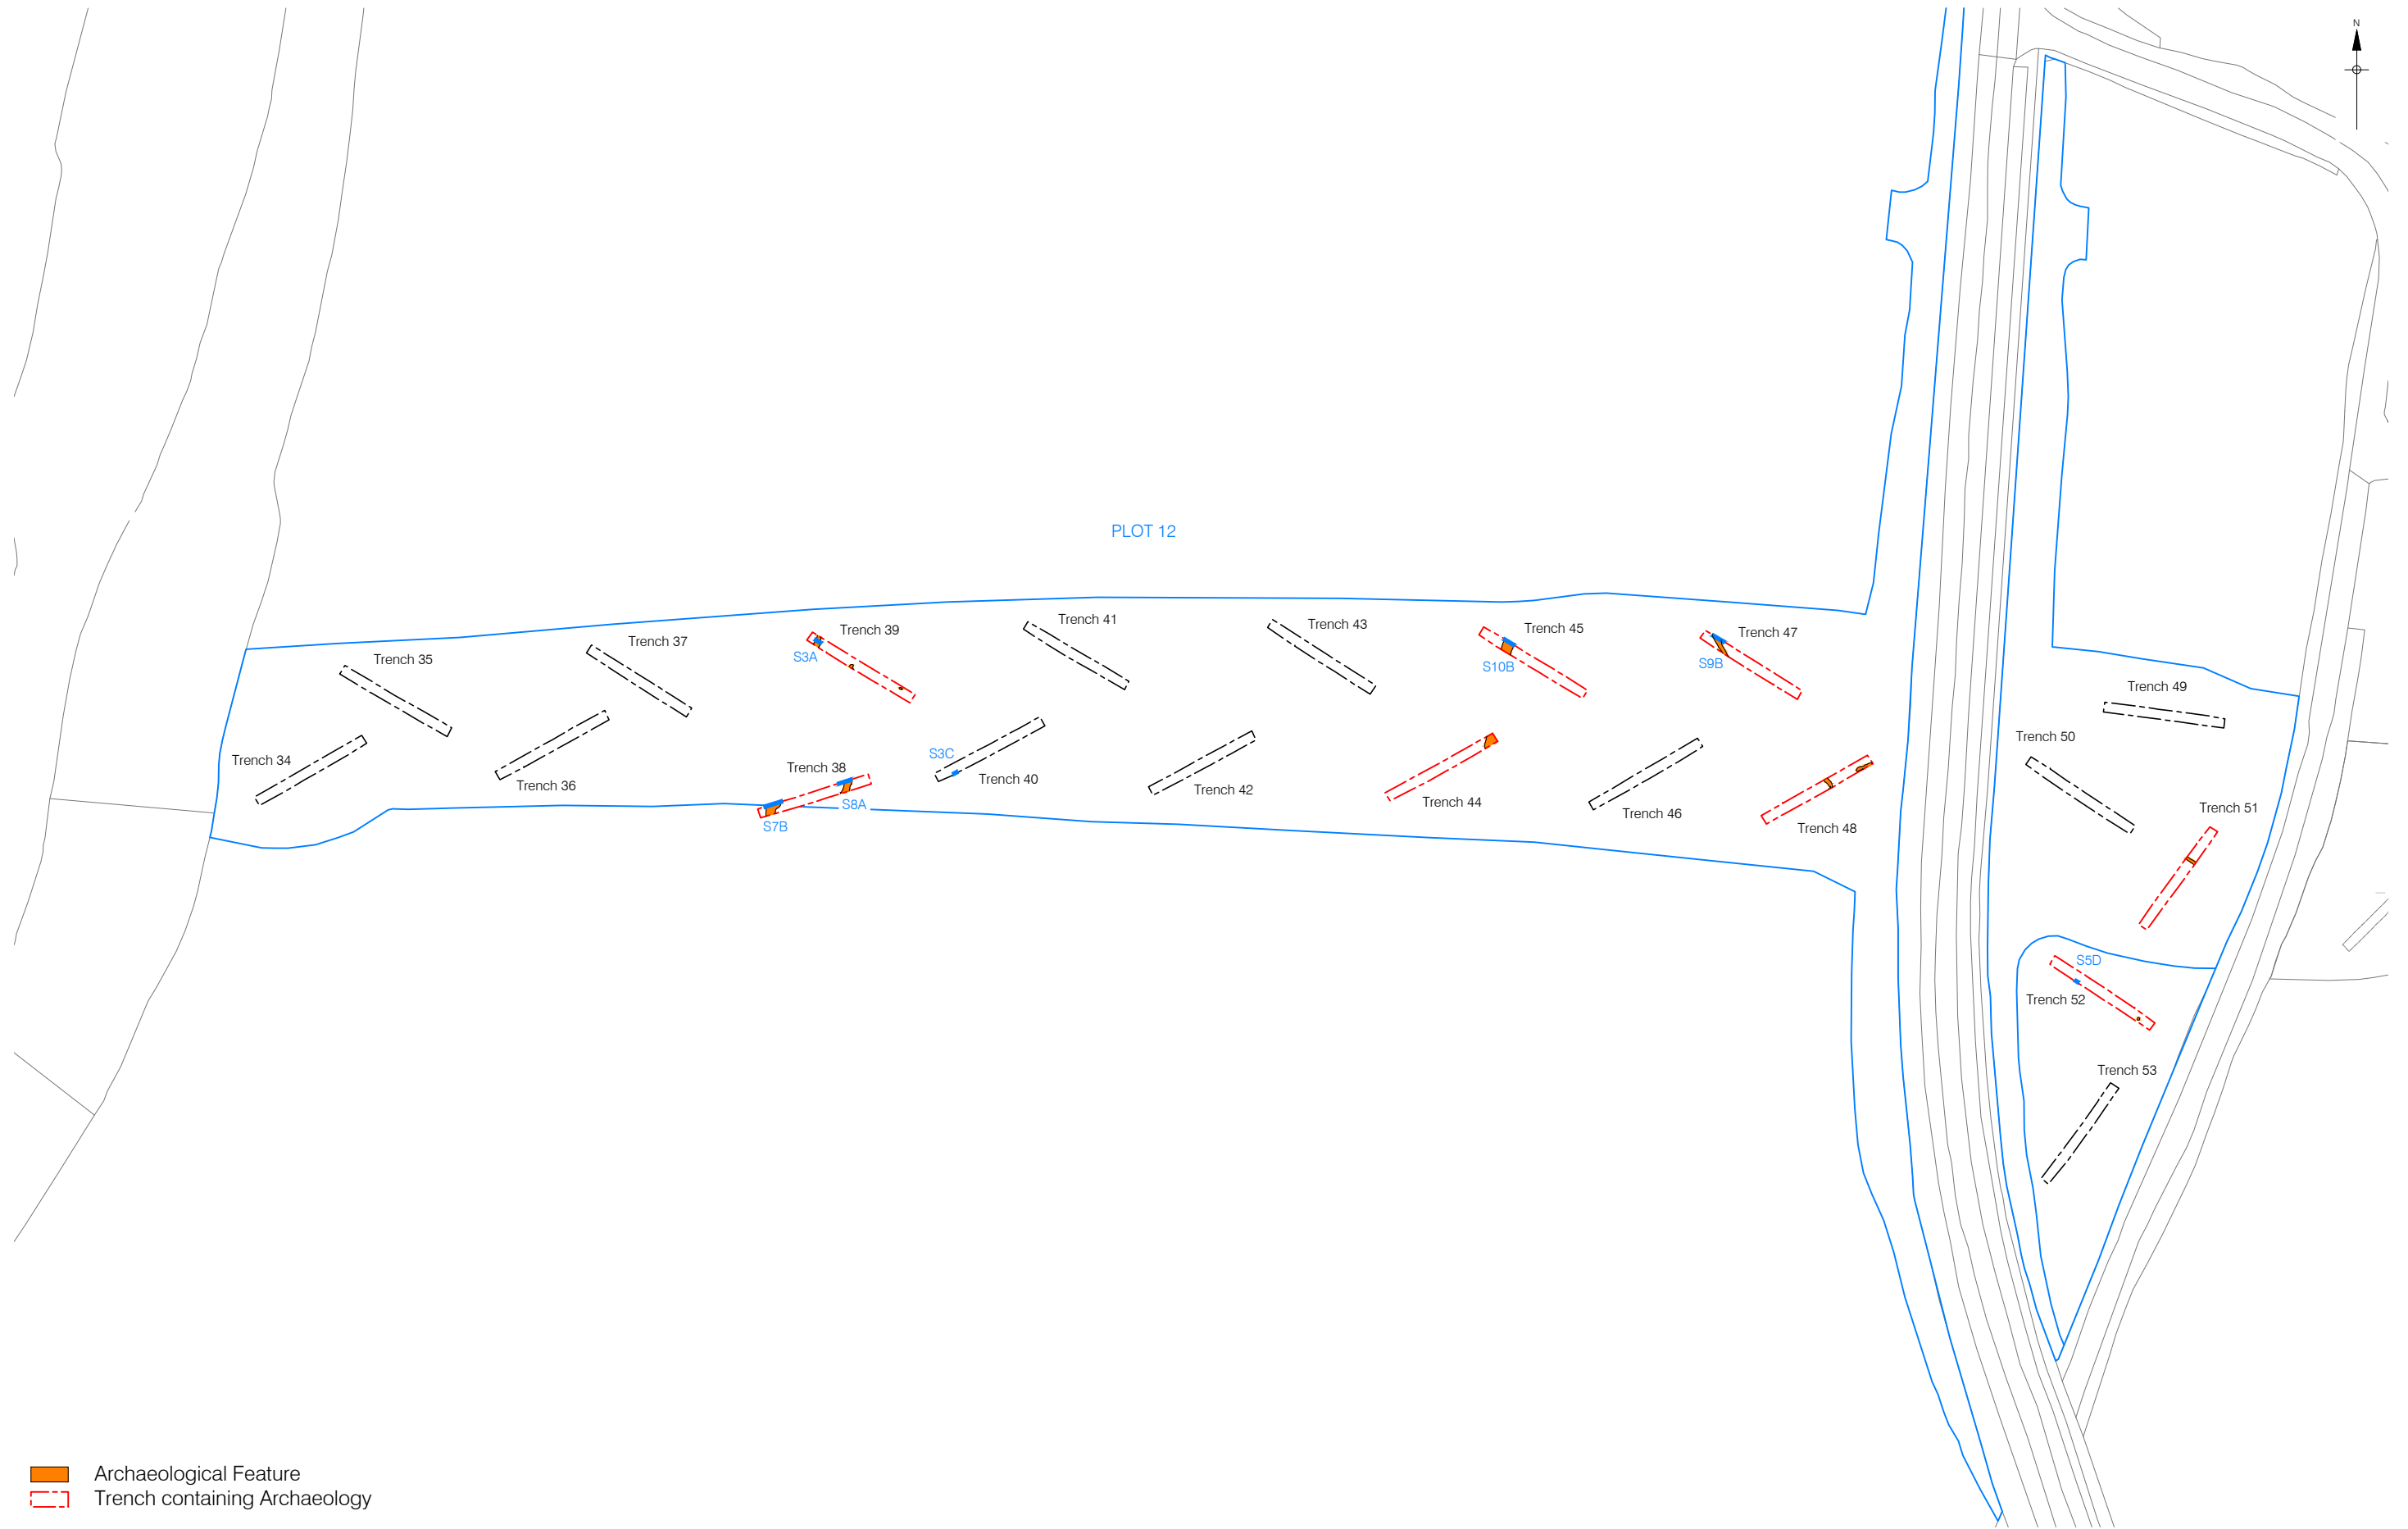 N
PLOT 12
Trench 41
Trench 43
Trench 45
Trench 47
Trench 39
Trench 37
Trench 35
S3A
S10B
S9B
Trench 49
Trench 50
Trench 34
Trench 36
Trench 38
S3C
Trench 40
Trench 42
Trench 44
Trench 46
Trench 48
S8A
S7B
Trench 51
S5D
Trench 52
Trench 53
Archaeological Feature
Trench containing Archaeology